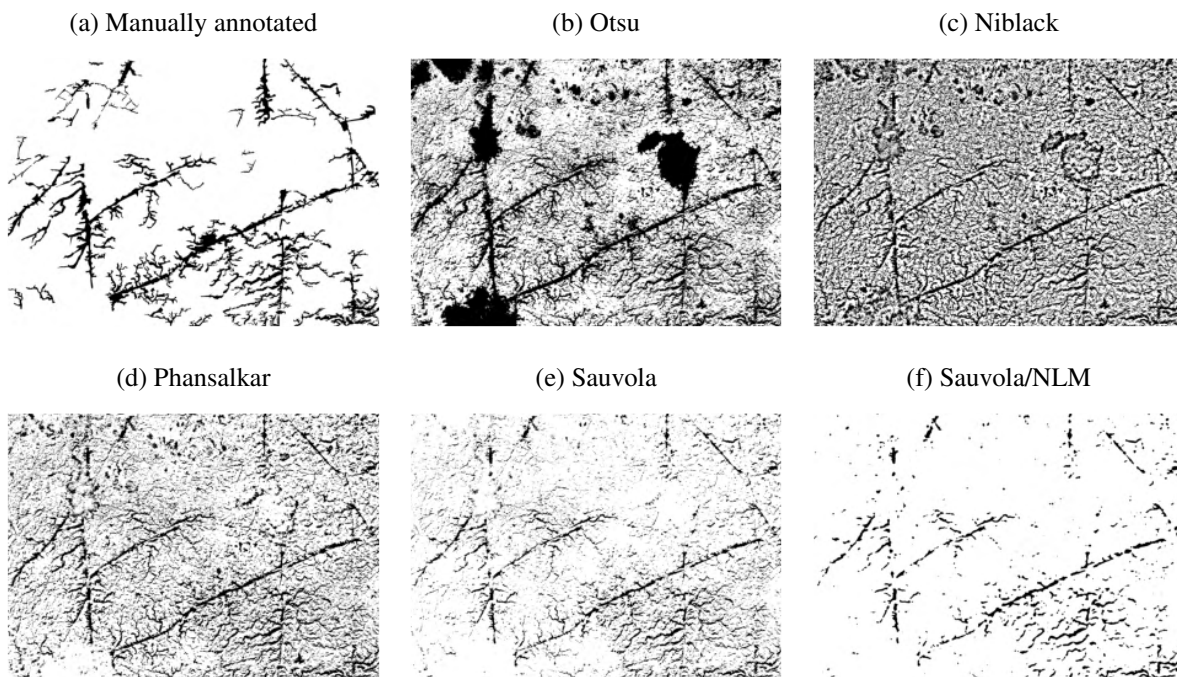 (a) Manually annotated
(b) Otsu
(c) Niblack
(d) Phansalkar
(e) Sauvola
(f) Sauvola/NLM